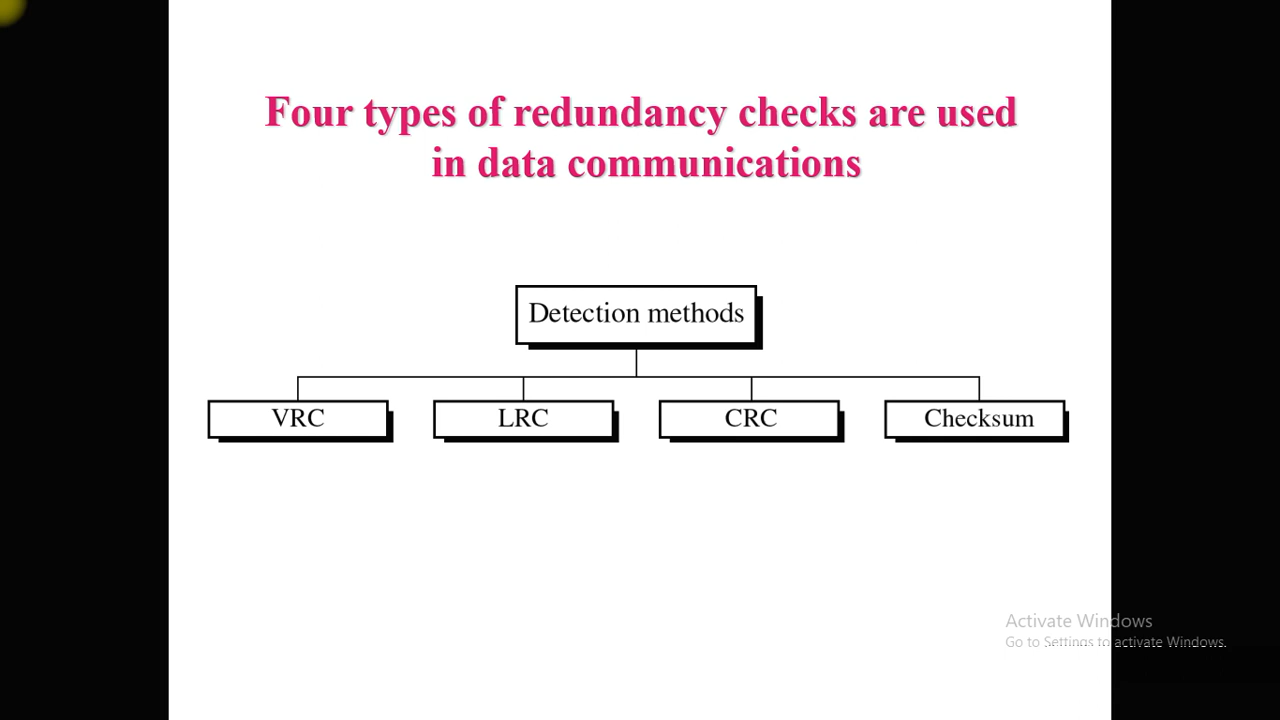 Four types of redundancy checks are used
in data communications
Detection methods
VRC
LRC
CRC
Checksum
Activate Windows
Go to Settings to activate Windows.